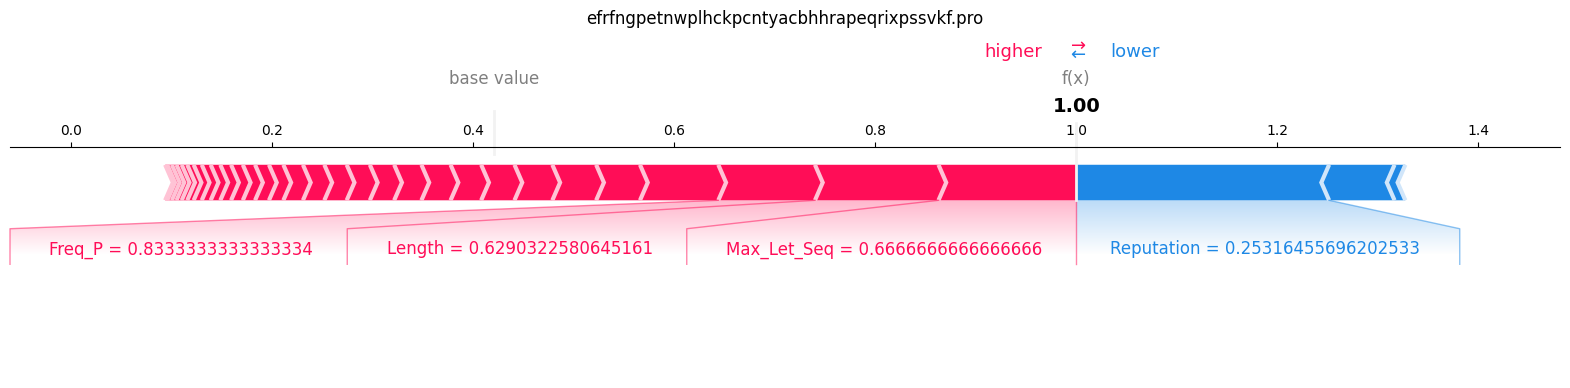 efrfngpetnwplhckpcntyacbhhrapeqrixpssvkf.pro
higher ⇄ lower
base value f(x)
1.00
0.0 0.2 0.4 0.6 0.8 1.0 1.2 1.4
Freq_P = 0.8333333333333334 Length = 0.6290322580645161 Max_Let_Seq = 0.6666666666666666 Reputation = 0.25316455696202533